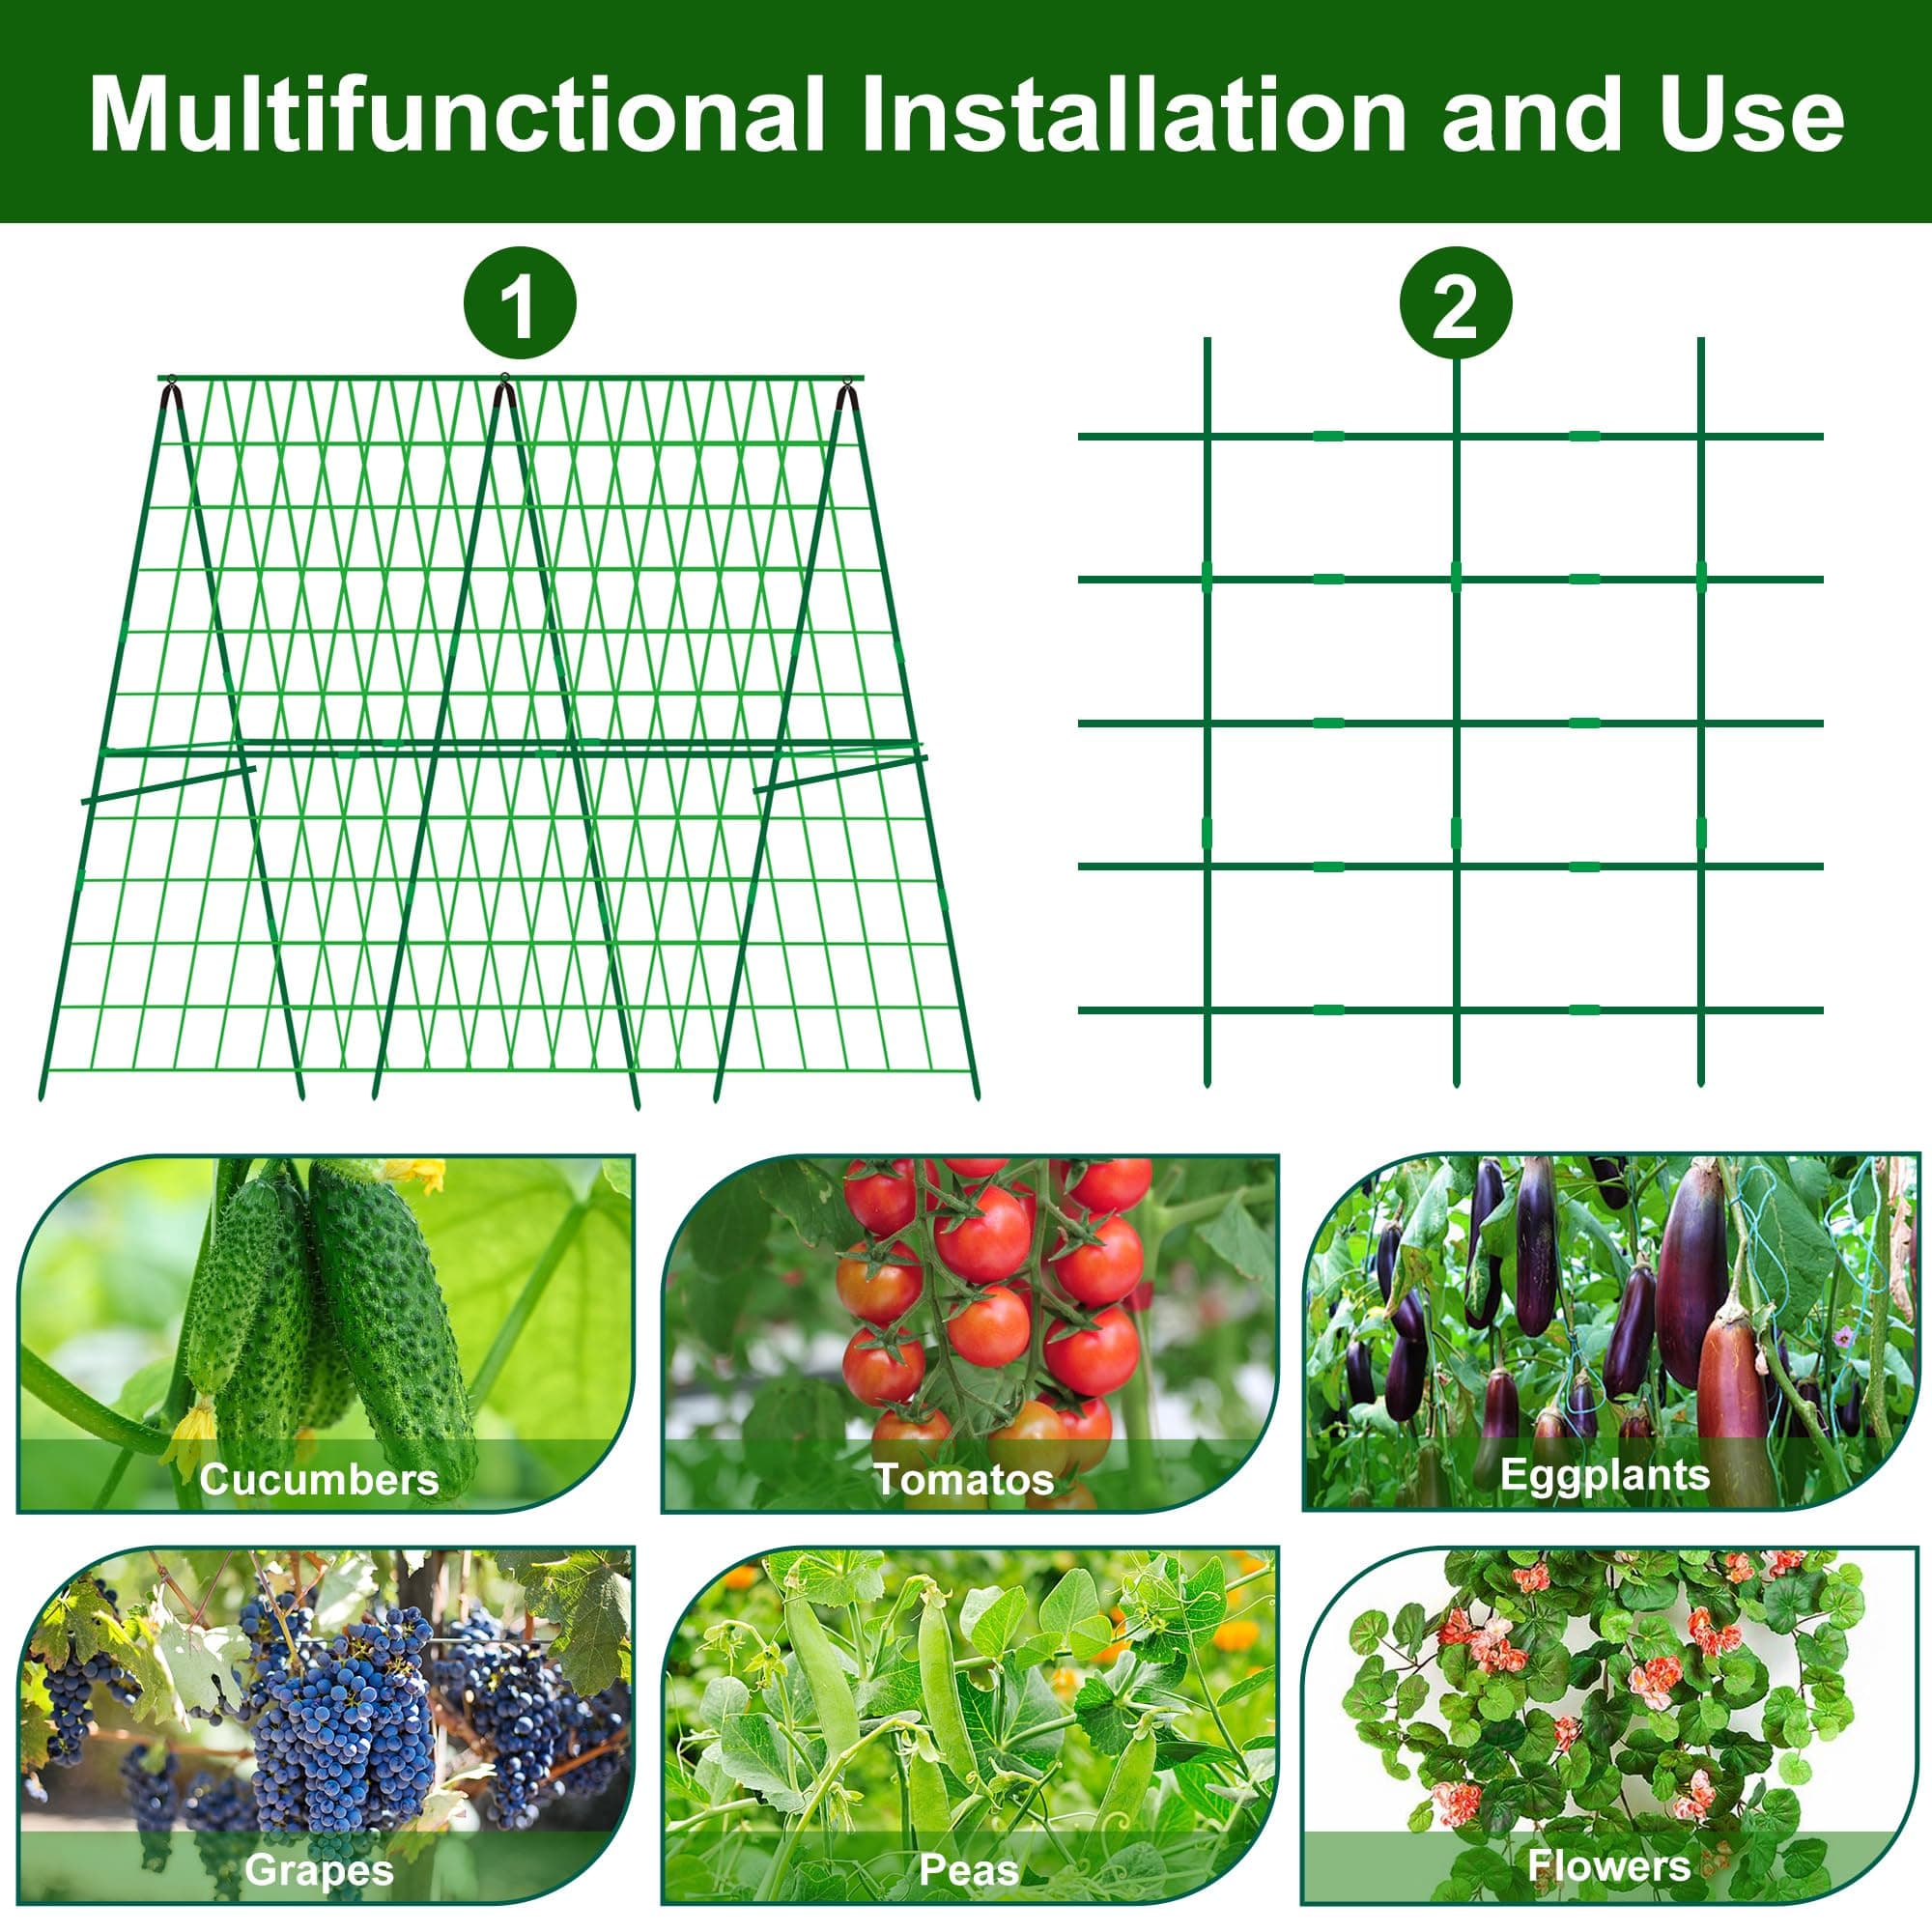 Multifunctional Installation and Use
1
2
Cucumbers
Tomatos
Eggplants
Grapes
Peas
Flowers